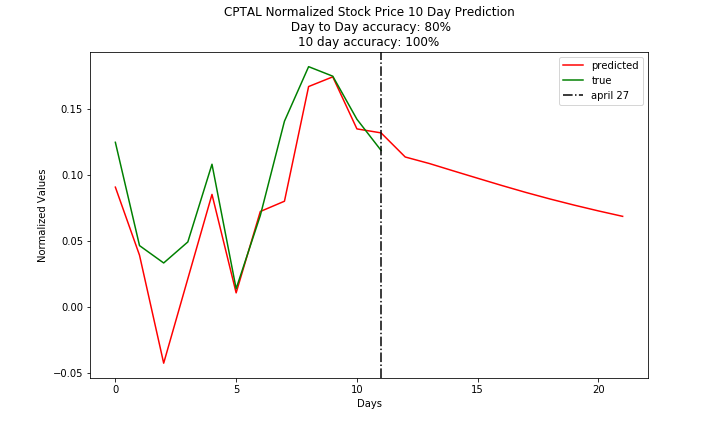 CPTAL Normalized Stock Price 10 Day Prediction
Day to Day accuracy: 80%
10 day accuracy: 100%
predicted
true
april 27
Normalized Values
0.15
0.10
0.05
0.00
−0.05
0
5
10
15
20
Days